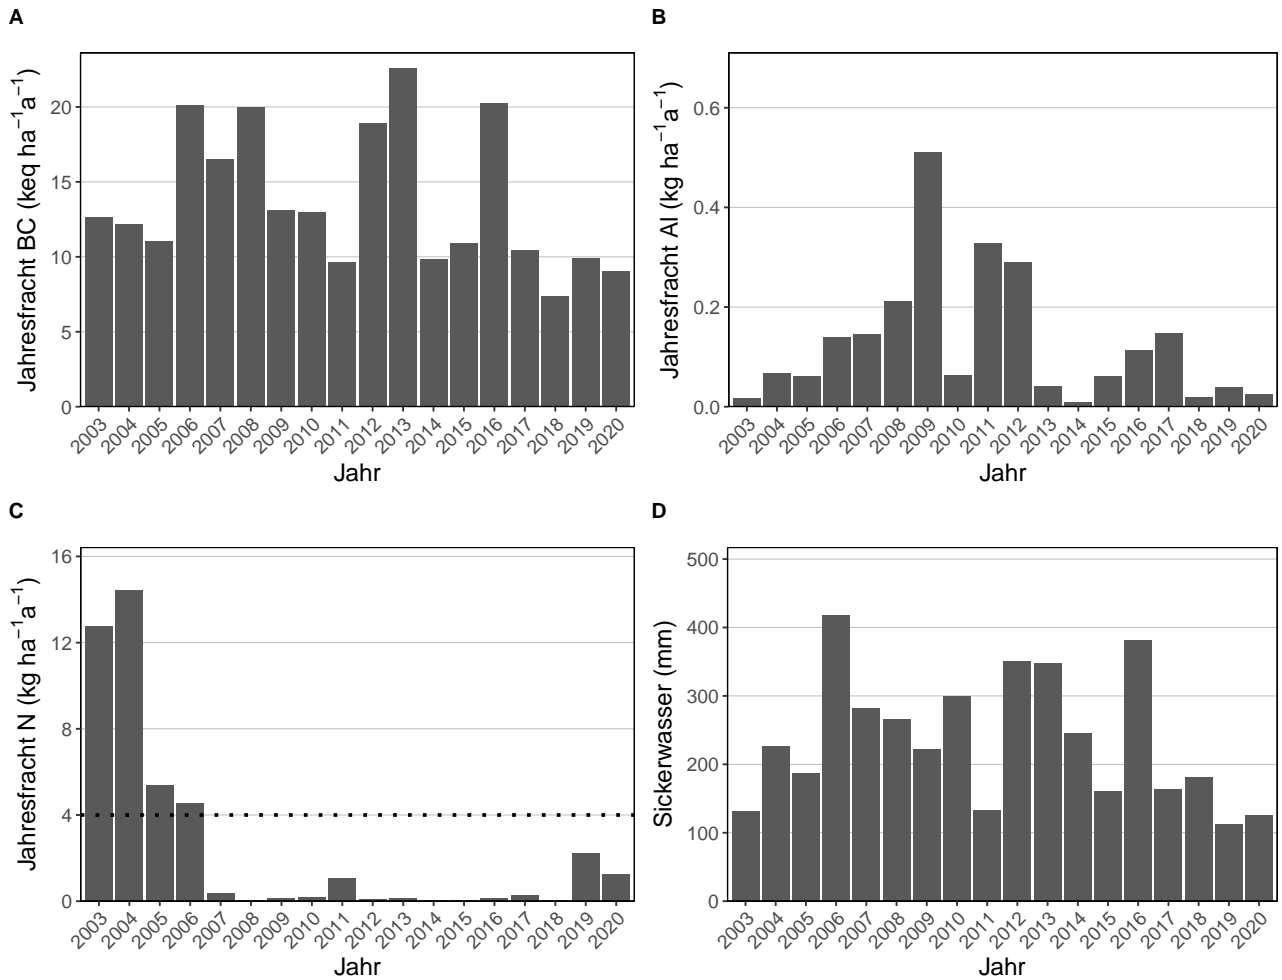 A
Jahresfracht BC (keq ha⁻¹a⁻¹)
20
15
10
5
0
2003 2004 2005 2006 2007 2008 2009 2010 2011 2012 2013 2014 2015 2016 2017 2018 2019 2020
Jahr
B
Jahresfracht Al (kg ha⁻¹a⁻¹)
0.6
0.4
0.2
0.0
2003 2004 2005 2006 2007 2008 2009 2010 2011 2012 2013 2014 2015 2016 2017 2018 2019 2020
Jahr
C
Jahresfracht N (kg ha⁻¹a⁻¹)
16
12
8
4
0
2003 2004 2005 2006 2007 2008 2009 2010 2011 2012 2013 2014 2015 2016 2017 2018 2019 2020
Jahr
D
Sickerwasser (mm)
500
400
300
200
100
0
2003 2004 2005 2006 2007 2008 2009 2010 2011 2012 2013 2014 2015 2016 2017 2018 2019 2020
Jahr